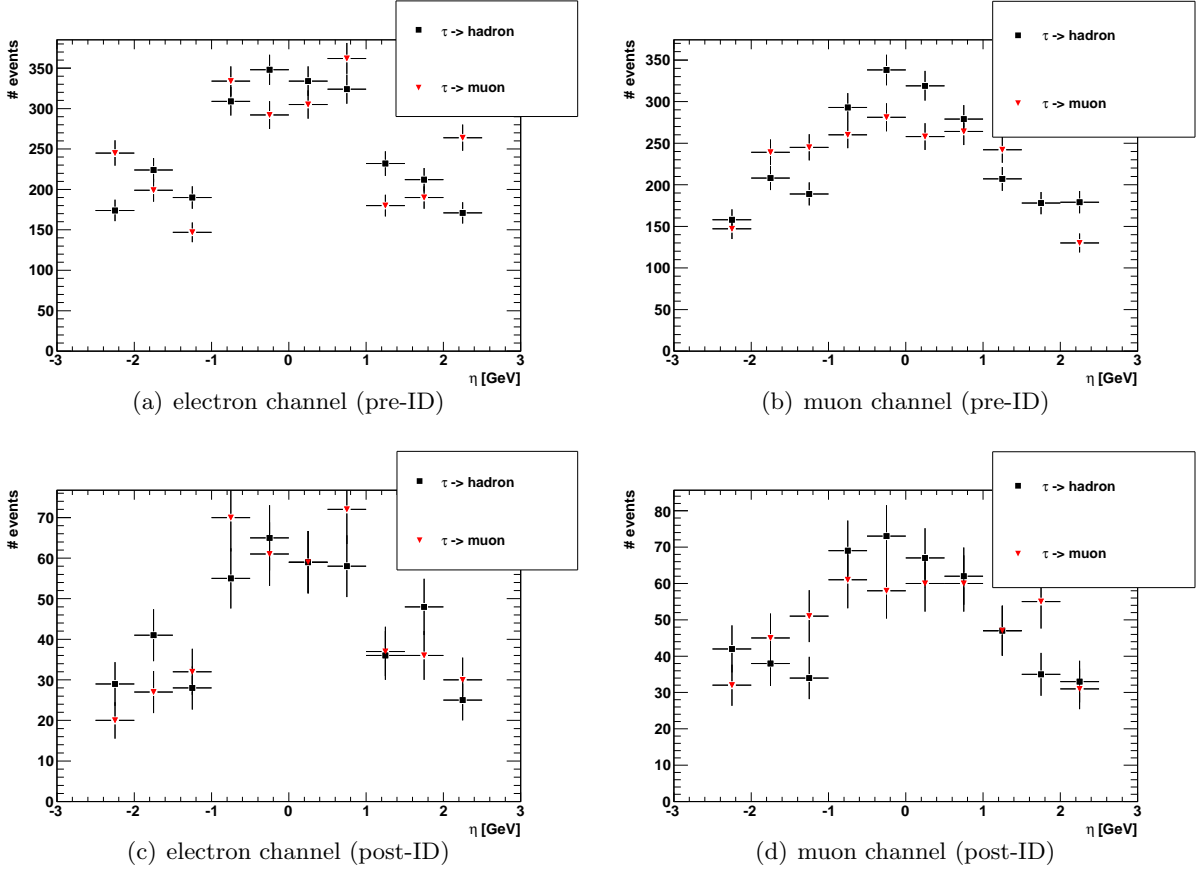 τ -> hadron
τ -> muon
# events
350
300
250
200
150
100
50
0
-3 -2 -1 0 1 2 3
η [GeV]
(a) electron channel (pre-ID)
τ -> hadron
τ -> muon
# events
350
300
250
200
150
100
50
0
-3 -2 -1 0 1 2 3
η [GeV]
(b) muon channel (pre-ID)
τ -> hadron
τ -> muon
# events
70
60
50
40
30
20
10
0
-3 -2 -1 0 1 2 3
η [GeV]
(c) electron channel (post-ID)
τ -> hadron
τ -> muon
# events
80
70
60
50
40
30
20
10
0
-3 -2 -1 0 1 2 3
η [GeV]
(d) muon channel (post-ID)